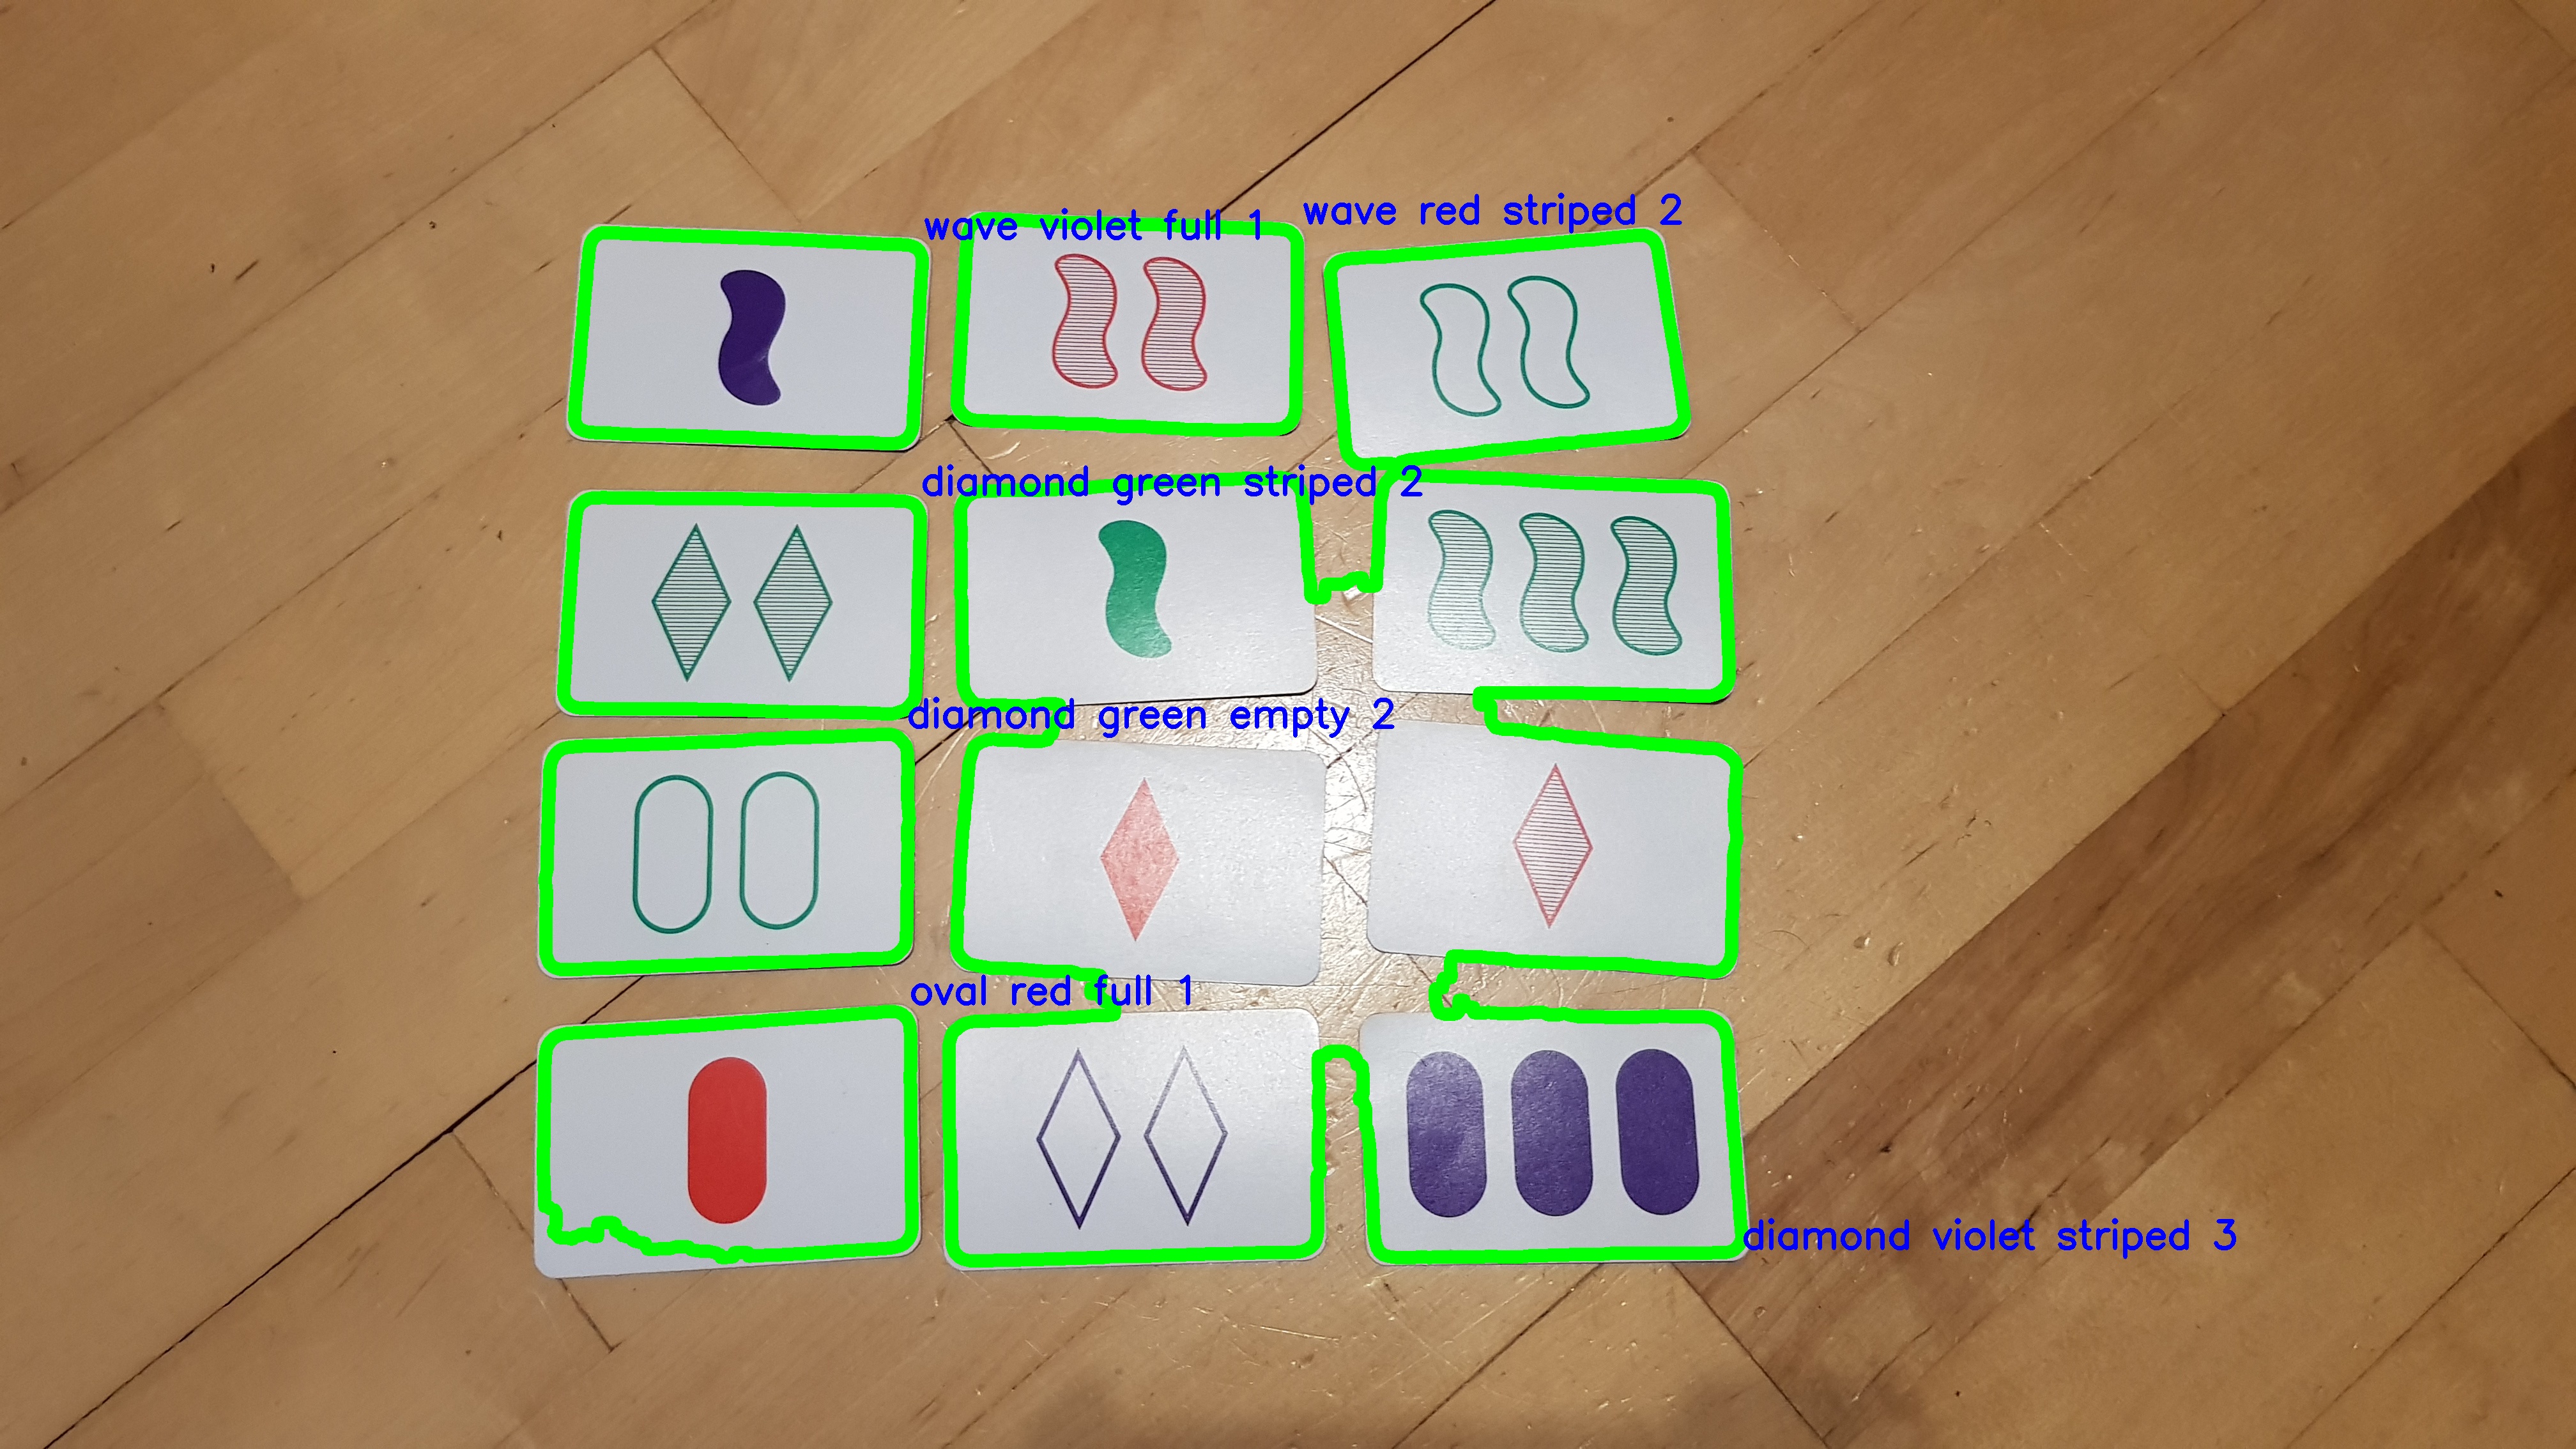 wave violet full 1
wave red striped 2
diamond green striped 2
diamond green empty 2
oval red full 1
diamond violet striped 3